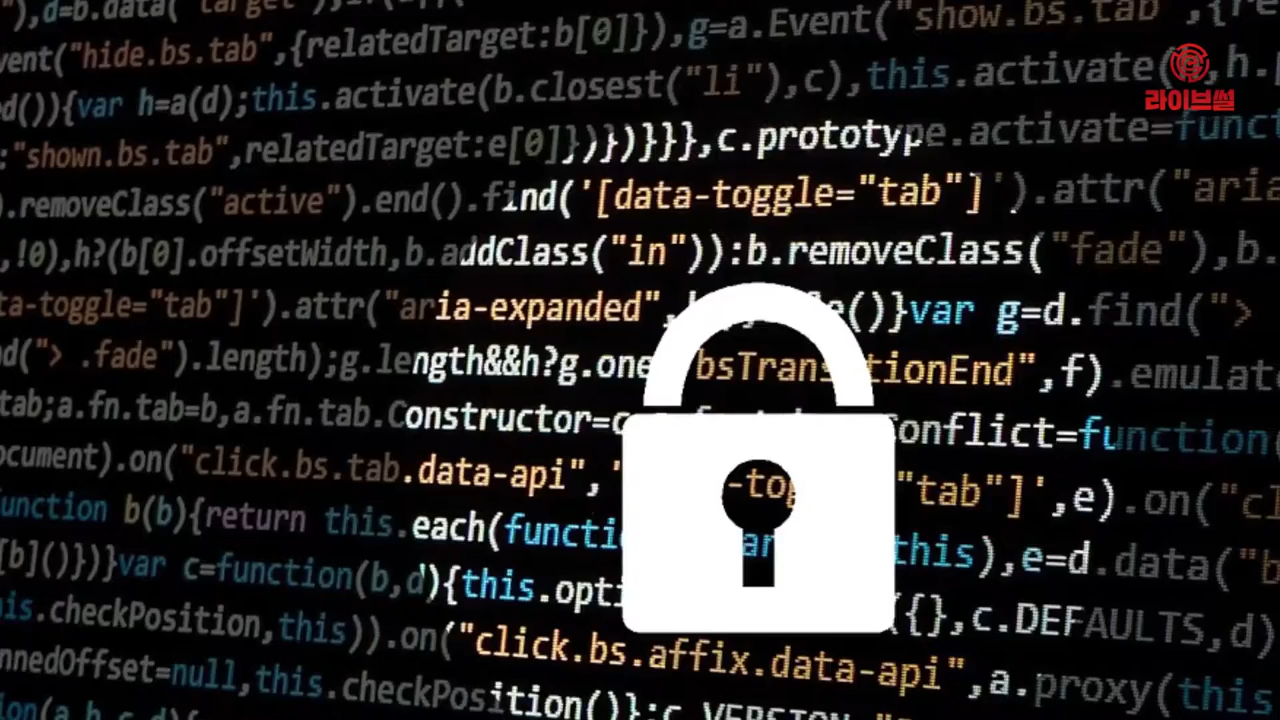 "),d=b.data("target
vent("hide.bs.tab",{relatedTarget:b[0]}),g=a.Event("show.bs.tab",{re
d()){var h=a(d);this.activate(b.closest("li"),c),this.activate( ,h.
라이브썰
:"shown.bs.tab",relatedTarget:e[0]})})}}},c.prototype.activate=funct
).removeClass("active").end().find('[data-toggle="tab"]').attr("aria
,!0),h?(b[0].offsetWidth,b.addClass("in")):b.removeClass("fade"),b.
ta-toggle="tab"]').attr("aria-expanded", ()}var g=d.find(">
d("> .fade").length);g.length&&h?g.one bsTransitionEnd",f).emulate
tab;a.fn.tab=b,a.fn.tab.Constructor= onflict=function(
ocument).on("click.bs.tab.data-api",' -tog "tab"]',e).on("cl
unction b(b){return this.each(functi ar this),e=d.data("b
[b]()})}var c=function(b,d){this.opti ({},c.DEFAULTS,d)
is.checkPosition,this)).on("click.bs.affix.data-api",a.proxy(this
nnedOffset=null,this.checkPosition()};c.VERSION="
ion(a,b,c,d){